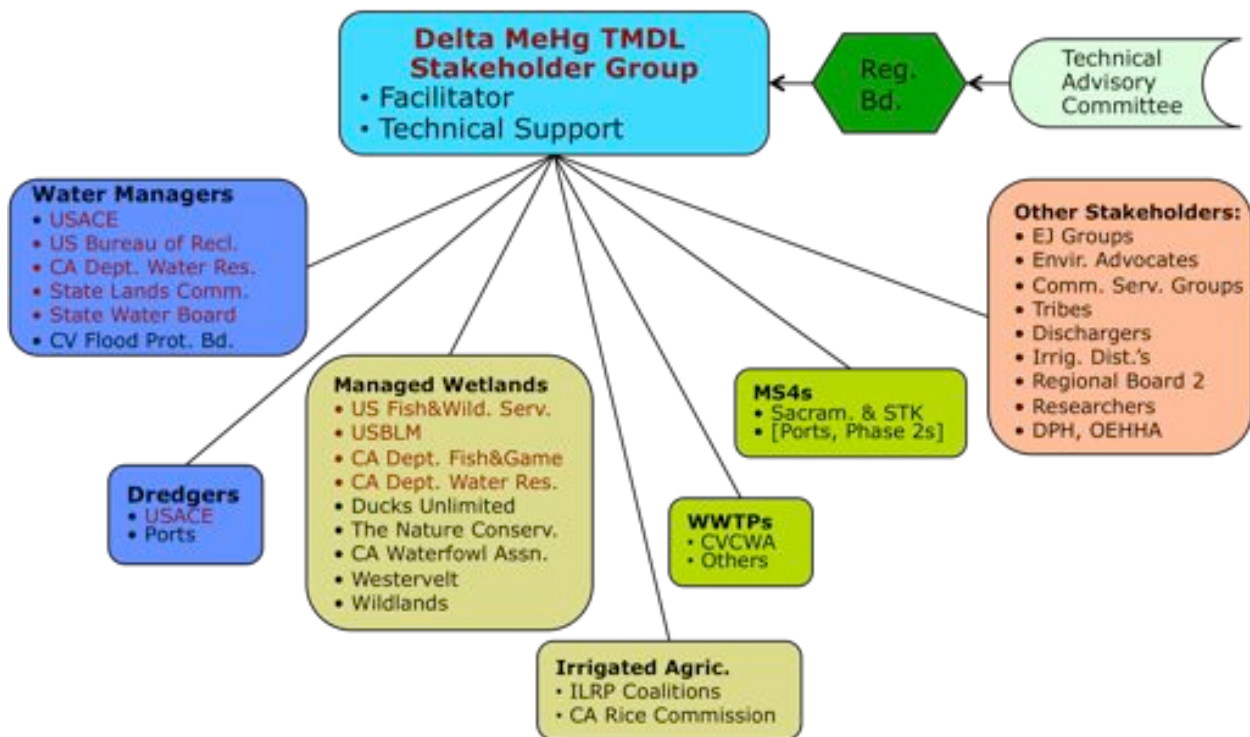 Delta MeHg TMDL
Stakeholder Group
• Facilitator
• Technical Support
Reg.
Bd.
Technical
Advisory
Committee
Water Managers
• USACE
• US Bureau of Recl.
• CA Dept. Water Res.
• State Lands Comm.
• State Water Board
• CV Flood Prot. Bd.
Other Stakeholders:
• EJ Groups
• Envir. Advocates
• Comm. Serv. Groups
• Tribes
• Dischargers
• Irrig. Dist.’s
• Regional Board 2
• Researchers
• DPH, OEHHA
Managed Wetlands
• US Fish&Wild. Serv.
• USBLM
• CA Dept. Fish&Game
• CA Dept. Water Res.
• Ducks Unlimited
• The Nature Conserv.
• CA Waterfowl Assn.
• Westervelt
• Wildlands
MS4s
• Sacram. & STK
• [Ports, Phase 2s]
Dredgers
• USACE
• Ports
WWTPs
• CVCWA
• Others
Irrigated Agric.
• ILRP Coalitions
• CA Rice Commission